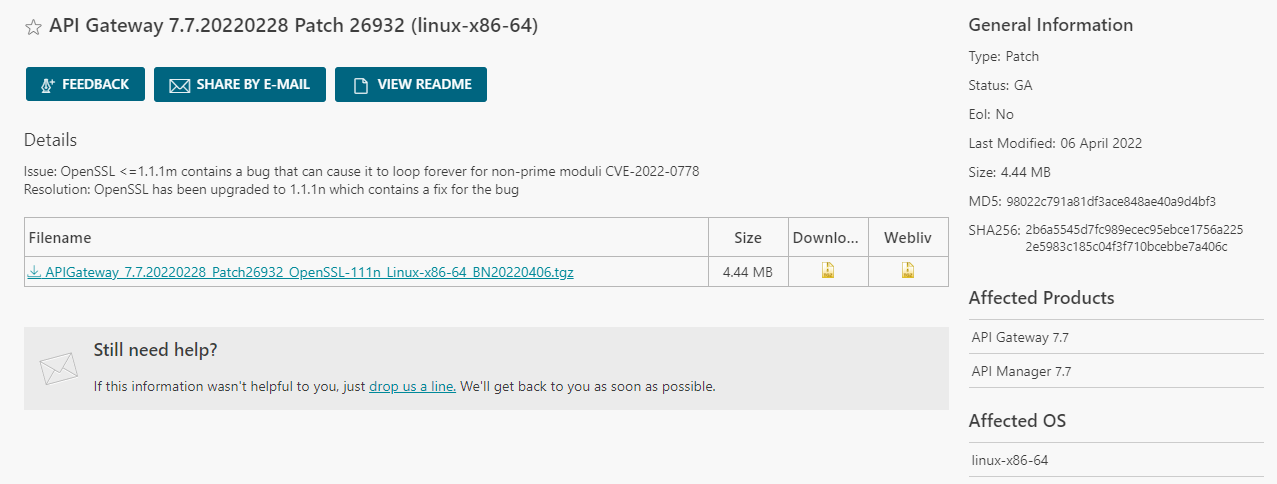 API Gateway 7.7.20220228 Patch 26932 (linux-x86-64)
FEEDBACK
SHARE BY E-MAIL
VIEW README
Details
Issue: OpenSSL <=1.1.1m contains a bug that can cause it to loop forever for non-prime moduli CVE-2022-0778
Resolution: OpenSSL has been upgraded to 1.1.1n which contains a fix for the bug
Filename Size Downlo... Webliv
APIGateway_7.7.20220228_Patch26932_OpenSSL-111n_Linux-x86-64_BN20220406.tgz 4.44 MB
Still need help?
If this information wasn't helpful to you, just drop us a line. We'll get back to you as soon as possible.
General Information
Type: Patch
Status: GA
Eol: No
Last Modified: 06 April 2022
Size: 4.44 MB
MD5: 98022c791a81df3ace848ae40a9d4bf3
SHA256: 2b6a5545d7fc989ecec95ebce1756a225
2e5983c185c04f3f710bcebbe7a406c
Affected Products
API Gateway 7.7
API Manager 7.7
Affected OS
linux-x86-64